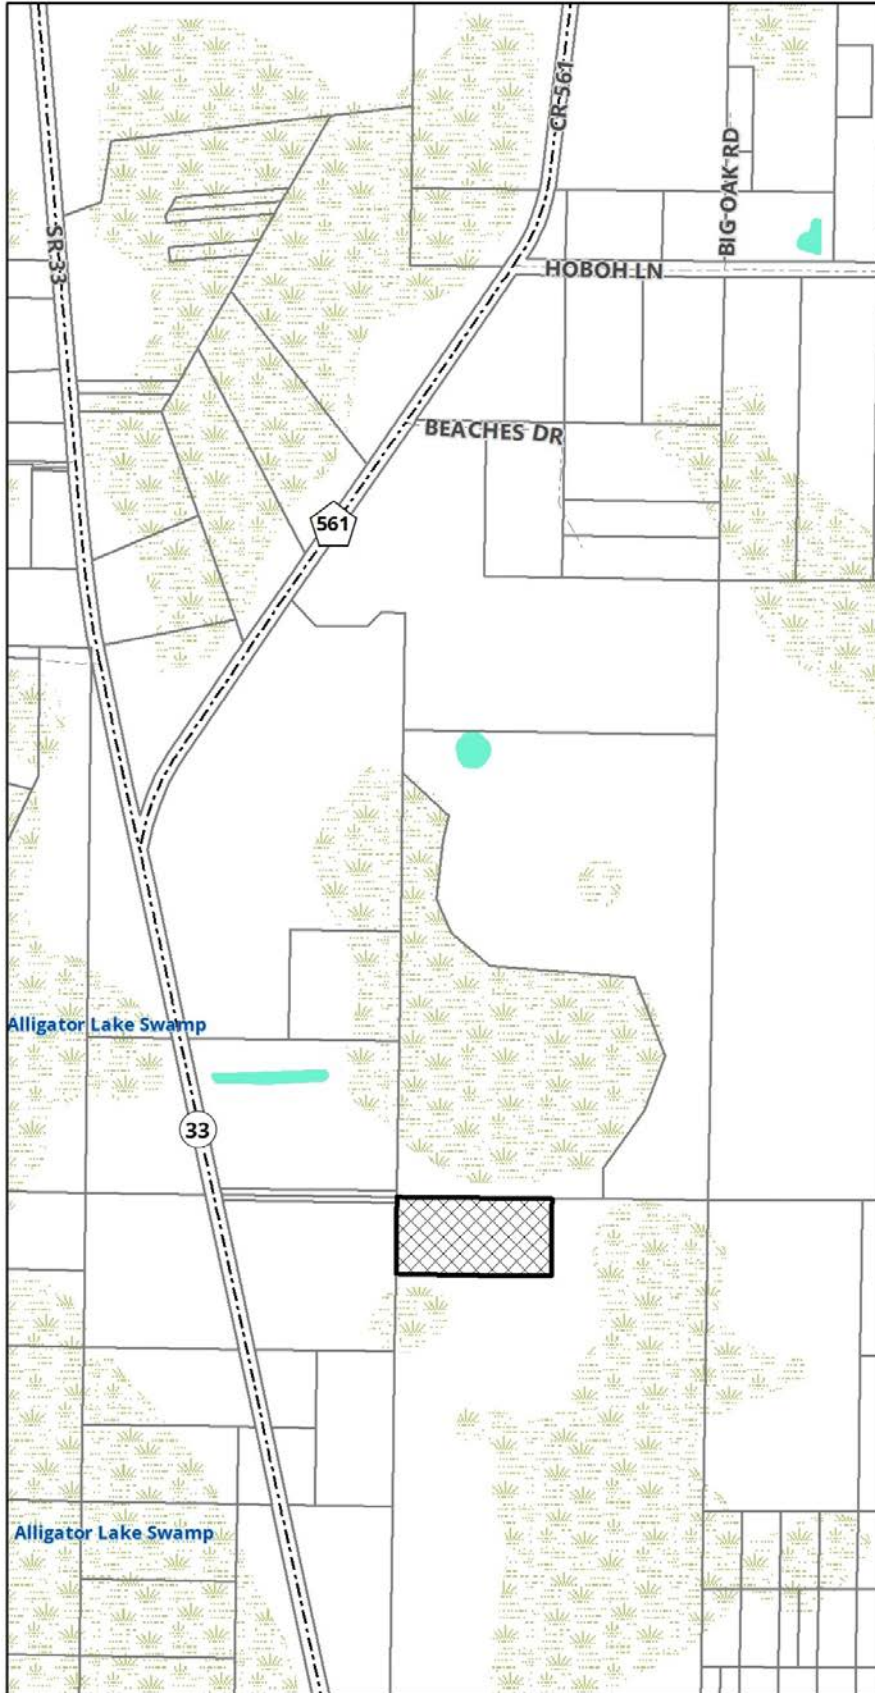 CR 561
BIG OAK RD
SR 33
HOBOH LN
BEACHES DR
561
Alligator Lake Swamp
33
Alligator Lake Swamp